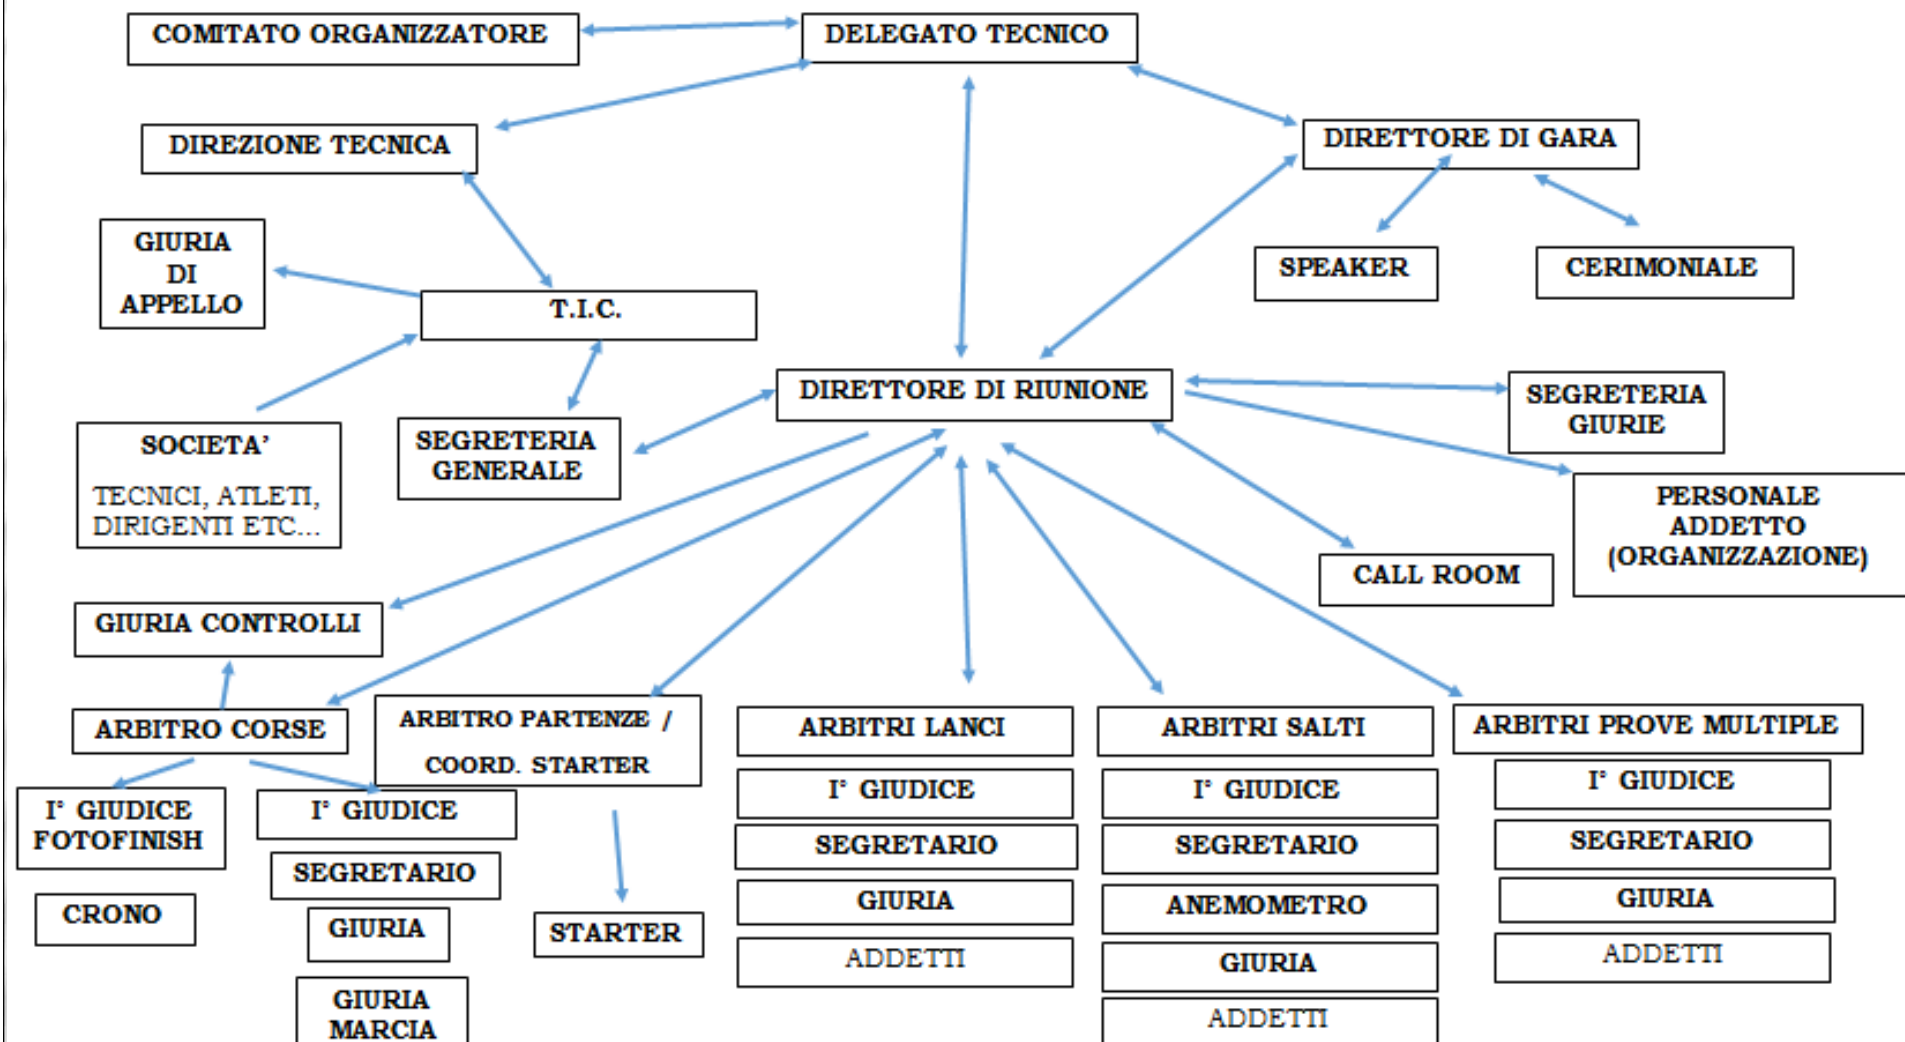 COMITATO ORGANIZZATORE
DELEGATO TECNICO
DIREZIONE TECNICA
DIRETTORE DI GARA
GIURIA
DI
APPELLO
T.I.C.
SPEAKER
CERIMONIALE
DIRETTORE DI RIUNIONE
SEGRETERIA
GIURIE
SOCIETA’
TECNICI, ATLETI,
DIRIGENTI ETC...
SEGRETERIA
GENERALE
PERSONALE
ADDETTO
(ORGANIZZAZIONE)
CALL ROOM
GIURIA CONTROLLI
ARBITRO CORSE
ARBITRO PARTENZE /
COORD. STARTER
ARBITRI LANCI
ARBITRI SALTI
ARBITRI PROVE MULTIPLE
I° GIUDICE
FOTOFINISH
CRONO
I° GIUDICE
SEGRETARIO
GIURIA
GIURIA
MARCIA
STARTER
I° GIUDICE
SEGRETARIO
GIURIA
ADDETTI
I° GIUDICE
SEGRETARIO
ANEMOMETRO
GIURIA
ADDETTI
I° GIUDICE
SEGRETARIO
GIURIA
ADDETTI